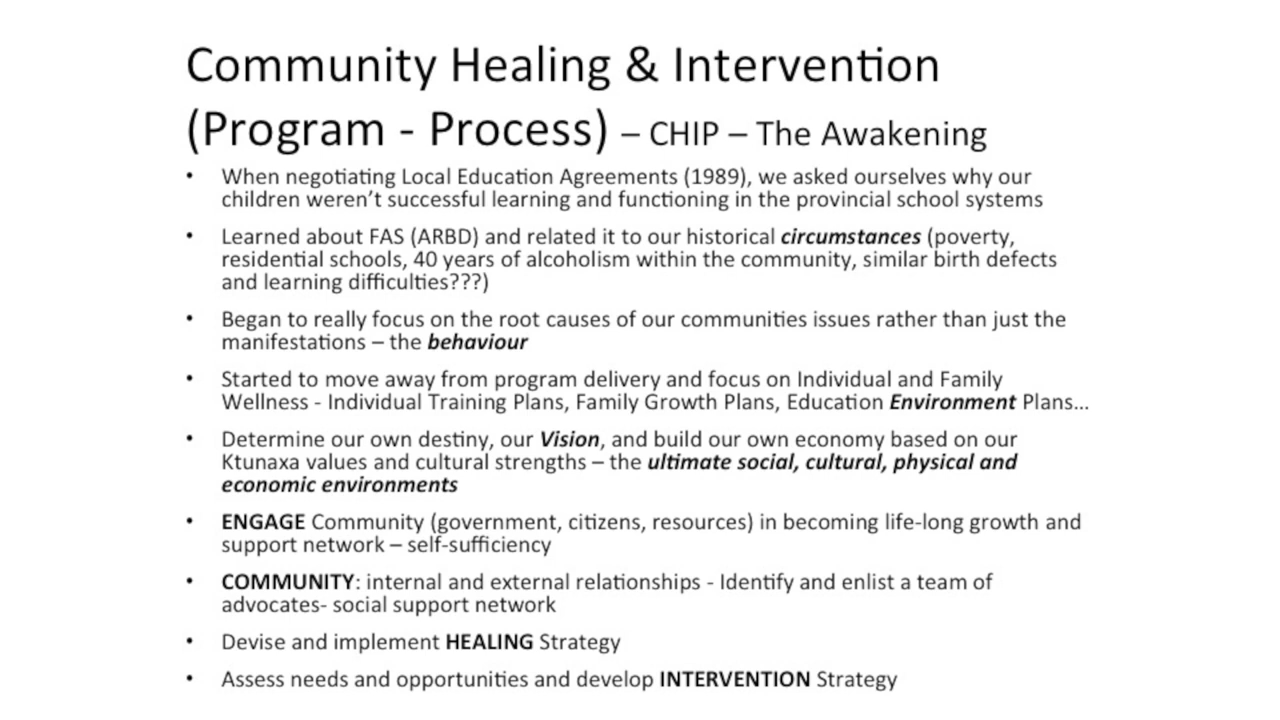 Community Healing & Intervention
(Program - Process) – CHIP – The Awakening
• When negotiating Local Education Agreements (1989), we asked ourselves why our
children weren’t successful learning and functioning in the provincial school systems
• Learned about FAS (ARBD) and related it to our historical circumstances (poverty,
residential schools, 40 years of alcoholism within the community, similar birth defects
and learning difficulties???)
• Began to really focus on the root causes of our communities issues rather than just the
manifestations – the behaviour
• Started to move away from program delivery and focus on Individual and Family
Wellness - Individual Training Plans, Family Growth Plans, Education Environment Plans...
• Determine our own destiny, our Vision, and build our own economy based on our
Ktunaxa values and cultural strengths – the ultimate social, cultural, physical and
economic environments
• ENGAGE Community (government, citizens, resources) in becoming life-long growth and
support network – self-sufficiency
• COMMUNITY: internal and external relationships - Identify and enlist a team of
advocates- social support network
• Devise and implement HEALING Strategy
• Assess needs and opportunities and develop INTERVENTION Strategy